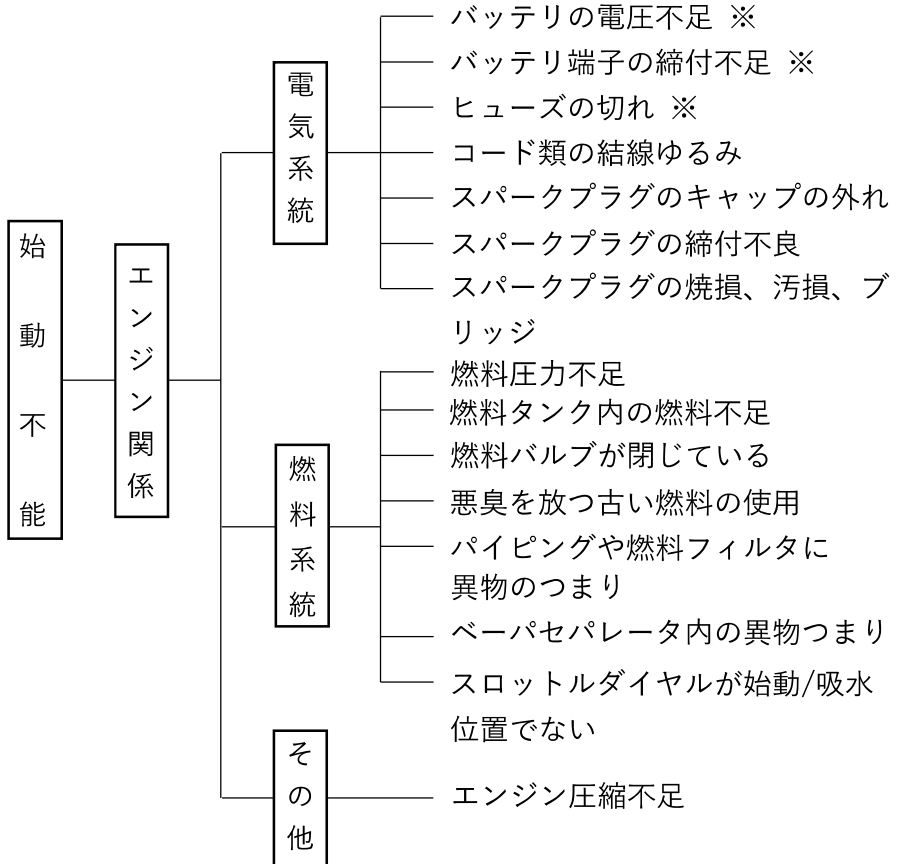 始動不能
エンジン関係
電気系統
バッテリの電圧不足 ※
バッテリ端子の締付不足 ※
ヒューズの切れ ※
コード類の結線ゆるみ
スパークプラグのキャップの外れ
スパークプラグの締付不良
スパークプラグの焼損、汚損、ブ
リッジ
燃料系統
燃料圧力不足
燃料タンク内の燃料不足
燃料バルブが閉じている
悪臭を放つ古い燃料の使用
パイピングや燃料フィルタに
異物のつまり
ベーパセパレータ内の異物つまり
スロットルダイヤルが始動/吸水
位置でない
その他
エンジン圧縮不足